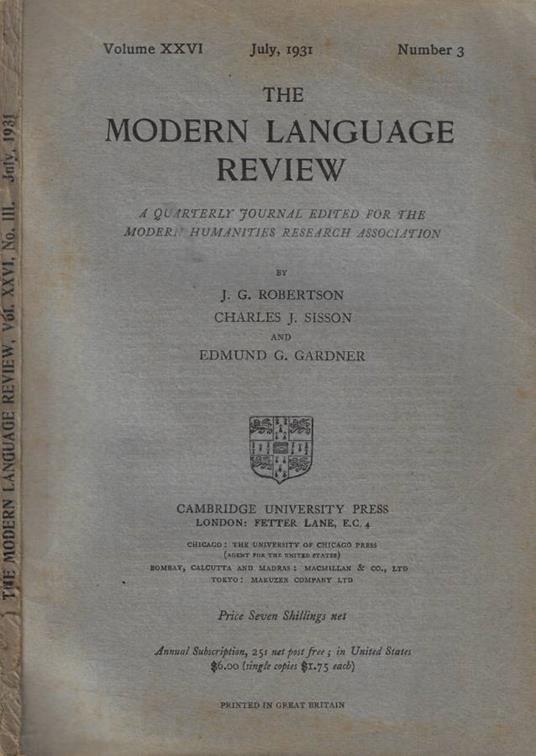 THE MODERN LANGUAGE REVIEW, Vol. XXVI, No. III. July, 1931
Volume XXVI July, 1931 Number 3
THE
MODERN LANGUAGE
REVIEW
A QUARTERLY JOURNAL EDITED FOR THE
MODERN HUMANITIES RESEARCH ASSOCIATION
BY
J. G. ROBERTSON
CHARLES J. SISSON
AND
EDMUND G. GARDNER
CAMBRIDGE UNIVERSITY PRESS
LONDON: FETTER LANE, E.C. 4
CHICAGO: THE UNIVERSITY OF CHICAGO PRESS
(AGENT FOR THE UNITED STATES)
BOMBAY, CALCUTTA AND MADRAS: MACMILLAN & CO., LTD
TOKYO: MARUZEN COMPANY LTD
Price Seven Shillings net
Annual Subscription, 25s net post free; in United States
$6.00 (single copies $1.75 each)
PRINTED IN GREAT BRITAIN